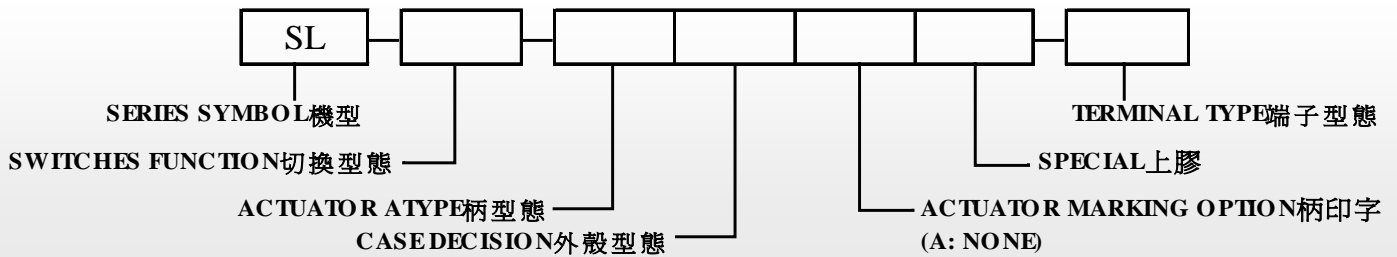 SL
SERIES SYMBOL機型
TERMINAL TYPE端子型態
SWITCHES FUNCTION切換型態
SPECIAL上膠
ACTUATOR ATYPE柄型態
ACTUATOR MARKING OPTION柄印字
CASE DECISION外殼型態
(A: NONE)